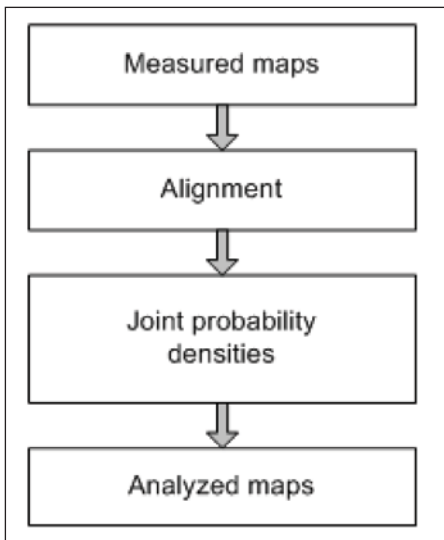 Measured maps
Alignment
Joint probability
densities
Analyzed maps